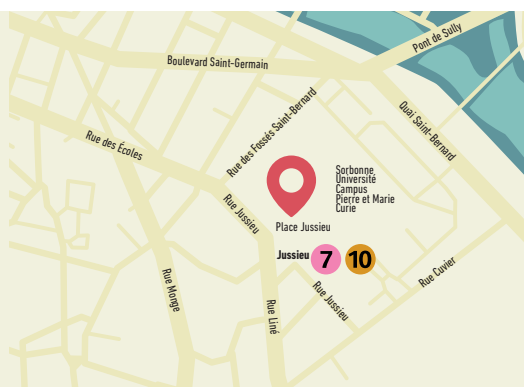 Pont de Sully
Boulevard Saint-Germain
Quai Saint-Bernard
Rue des Fossés Saint-Bernard
Rue des Écoles
Sorbonne
Université
Campus
Pierre et Marie
Curie
Rue Jussieu
Place Jussieu
Jussieu 7 10
Rue Cuvier
Rue Monge
Rue Liné
Rue Jussieu